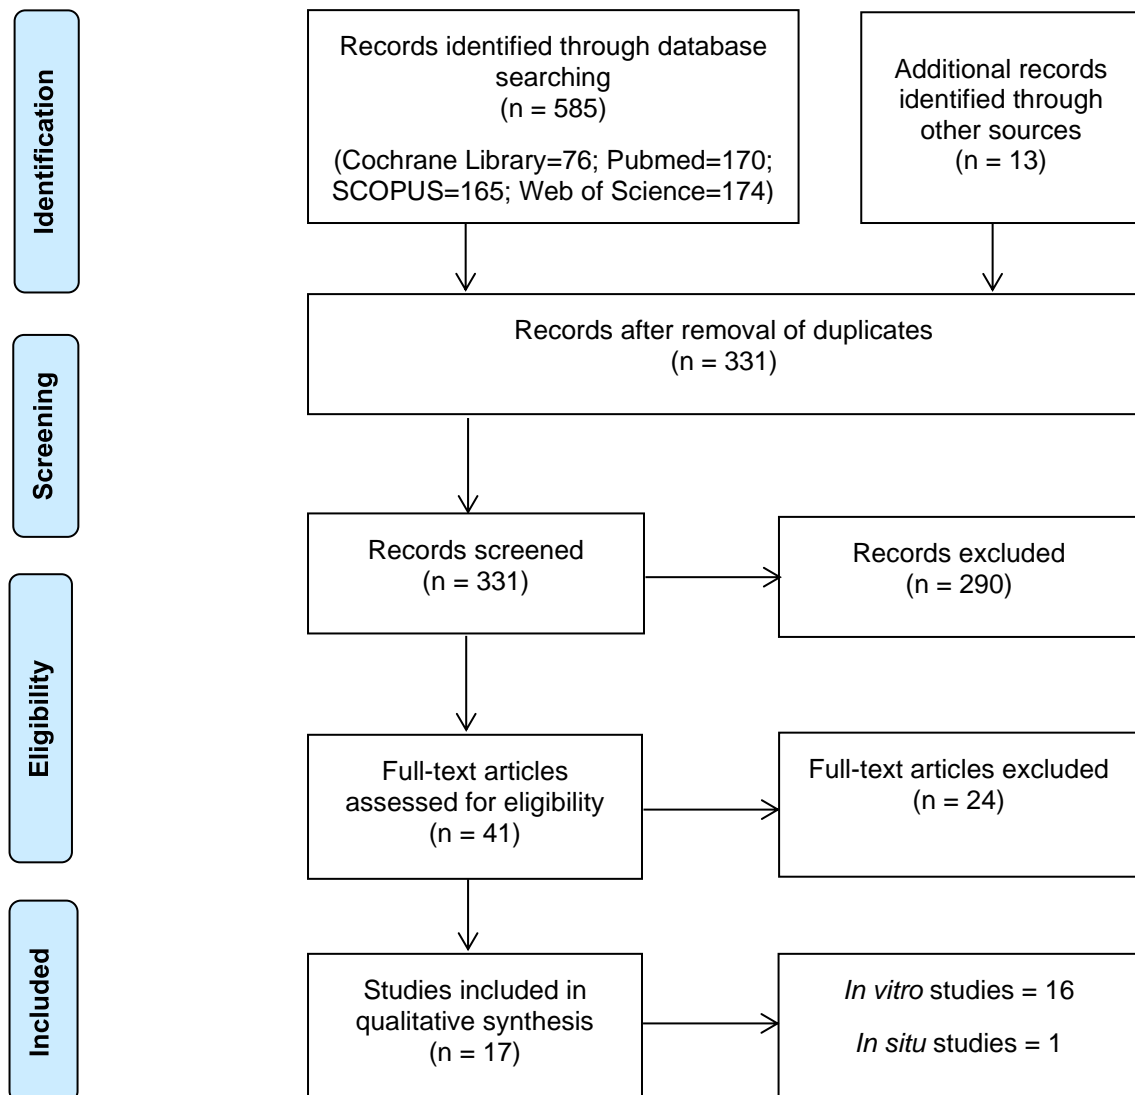 Identification
Records identified through database
searching
(n = 585)
(Cochrane Library=76; Pubmed=170;
SCOPUS=165; Web of Science=174)
Additional records
identified through
other sources
(n = 13)
Records after removal of duplicates
(n = 331)
Screening
Records screened
(n = 331)
Records excluded
(n = 290)
Eligibility
Full-text articles
assessed for eligibility
(n = 41)
Full-text articles excluded
(n = 24)
Included
Studies included in
qualitative synthesis
(n = 17)
In vitro studies = 16
In situ studies = 1